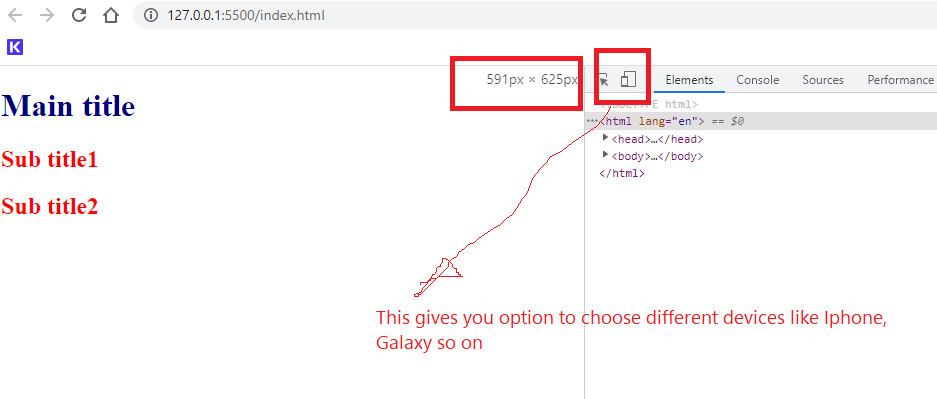 127.0.0.1:5500/index.html
K
591px × 625px
Elements Console Sources Performance
Main title
<!DOCTYPE html>
···<html lang="en"> == $0
<head>…</head>
<body>…</body>
</html>
Sub title1
Sub title2
This gives you option to choose different devices like Iphone,
Galaxy so on